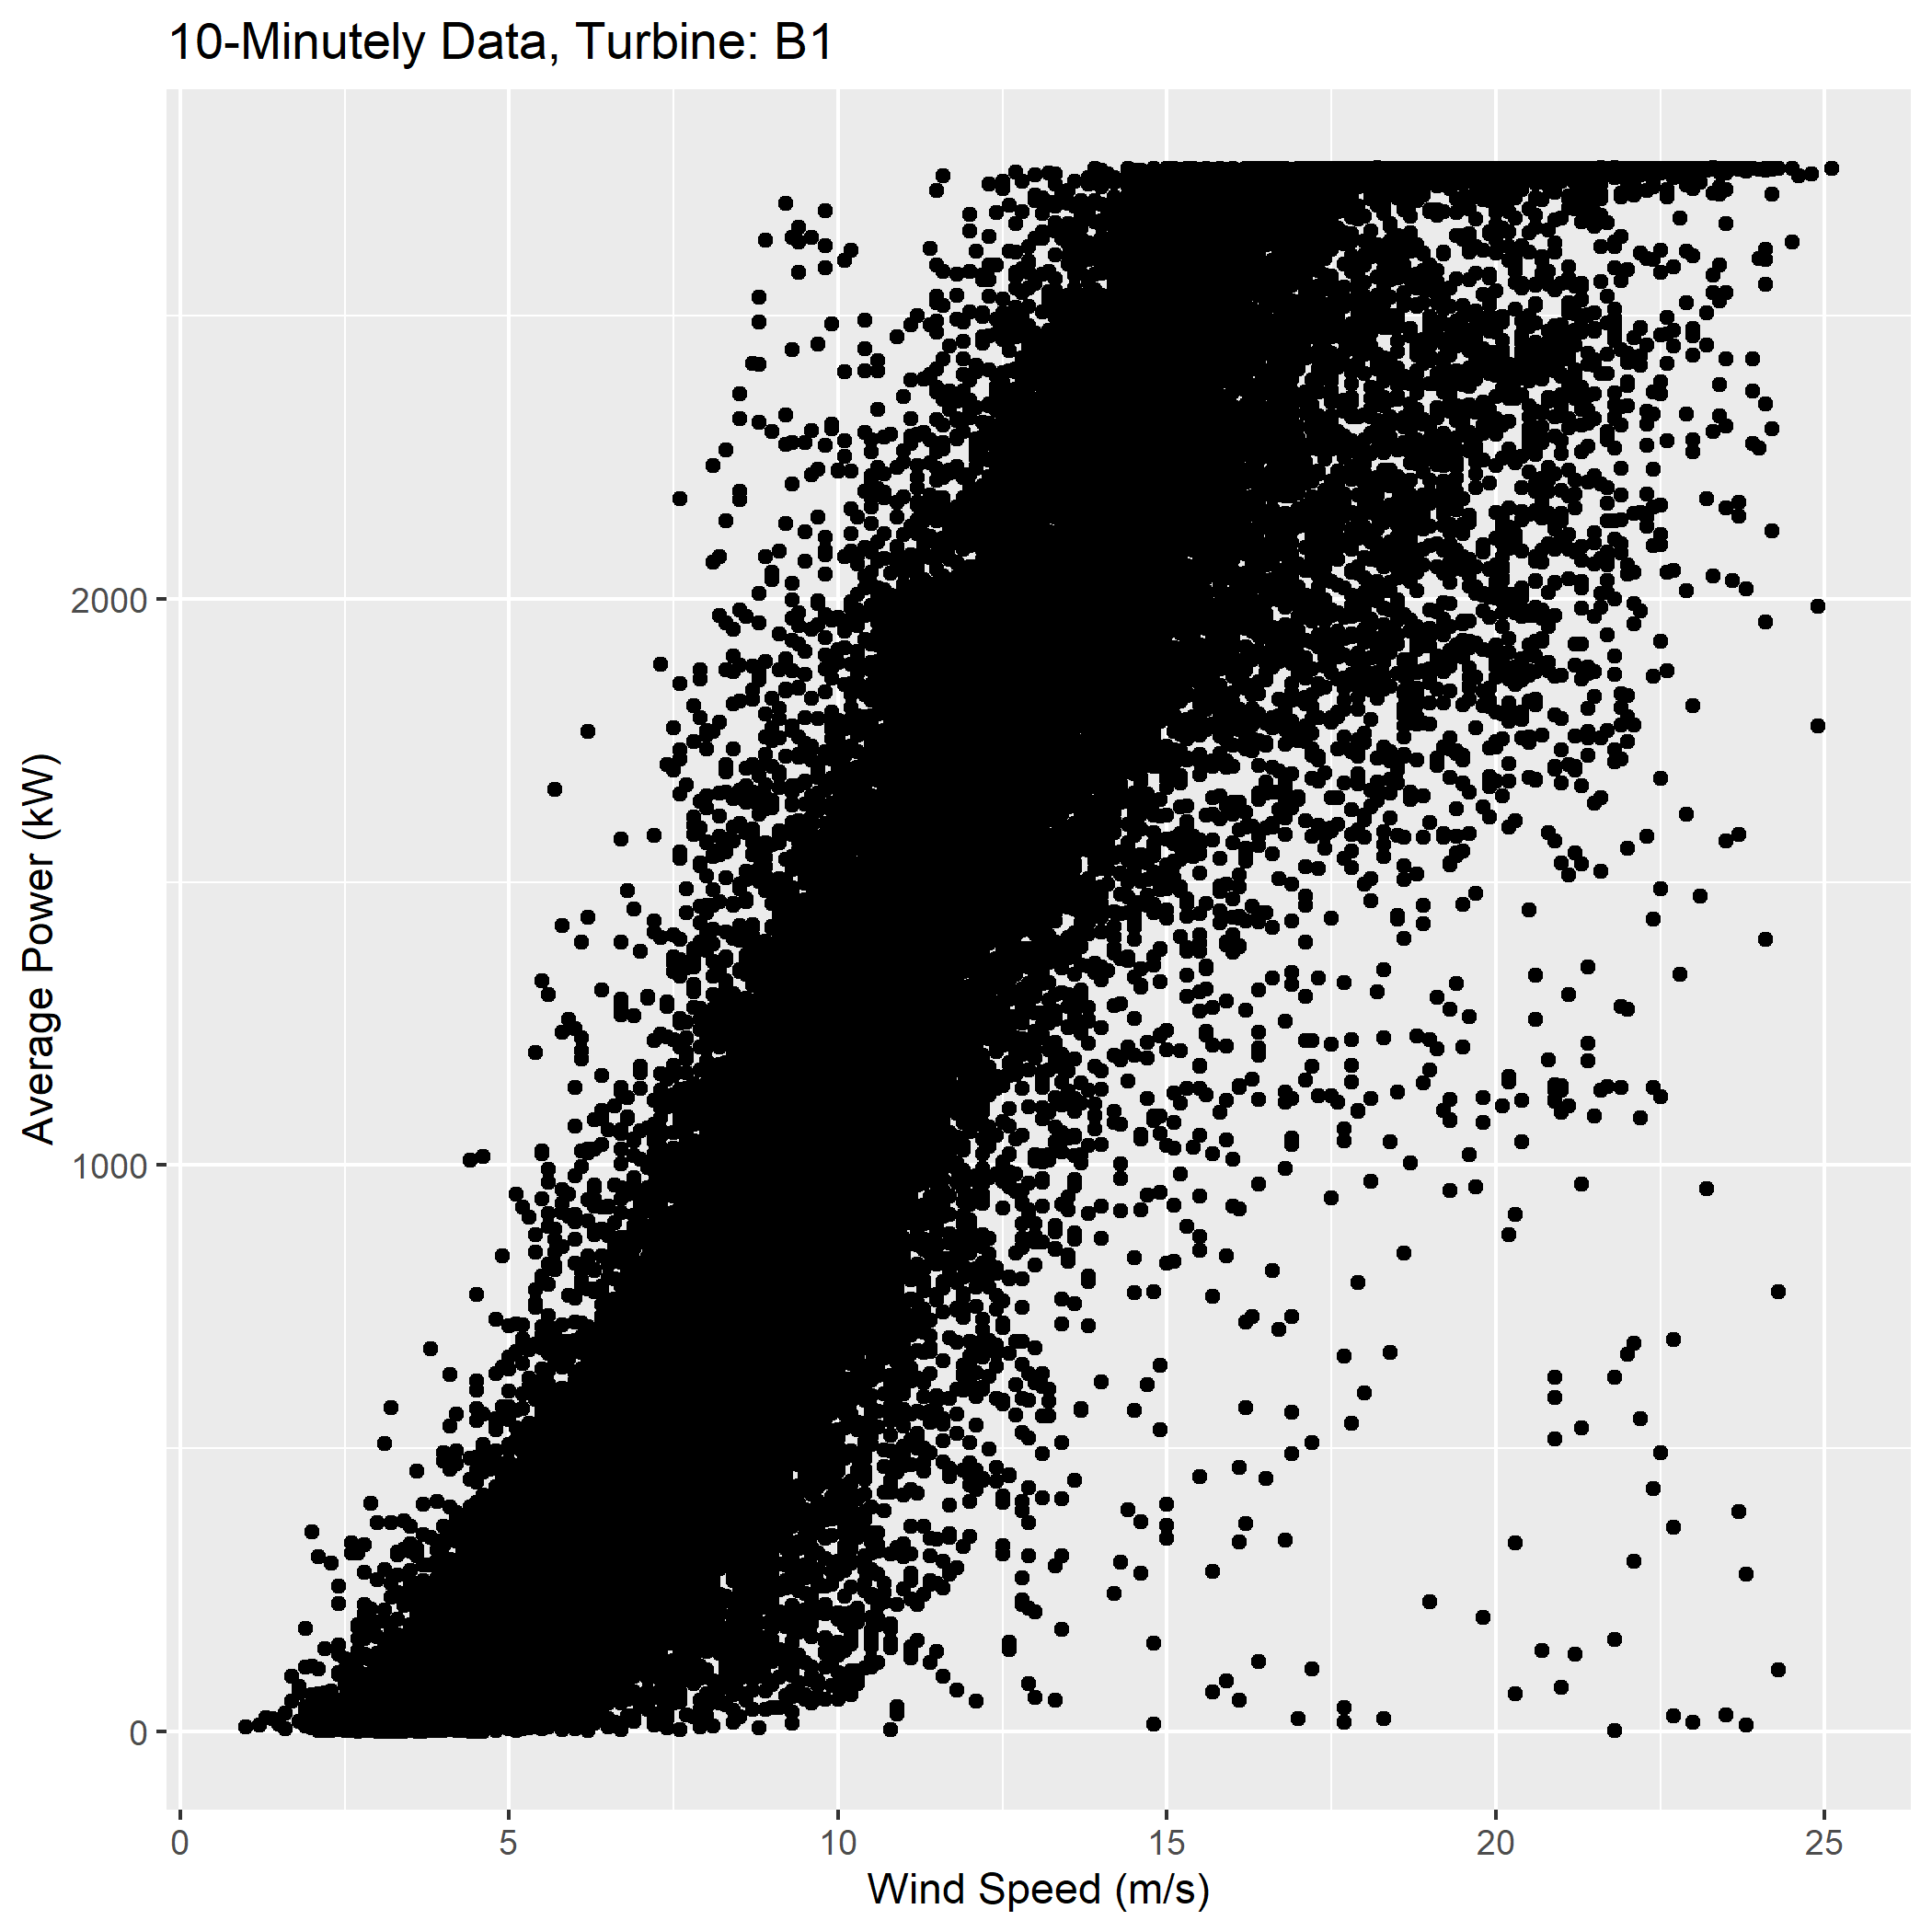 10-Minutely Data, Turbine: B1
Average Power (kW)
2000
1000
0
0 5 10 15 20 25
Wind Speed (m/s)